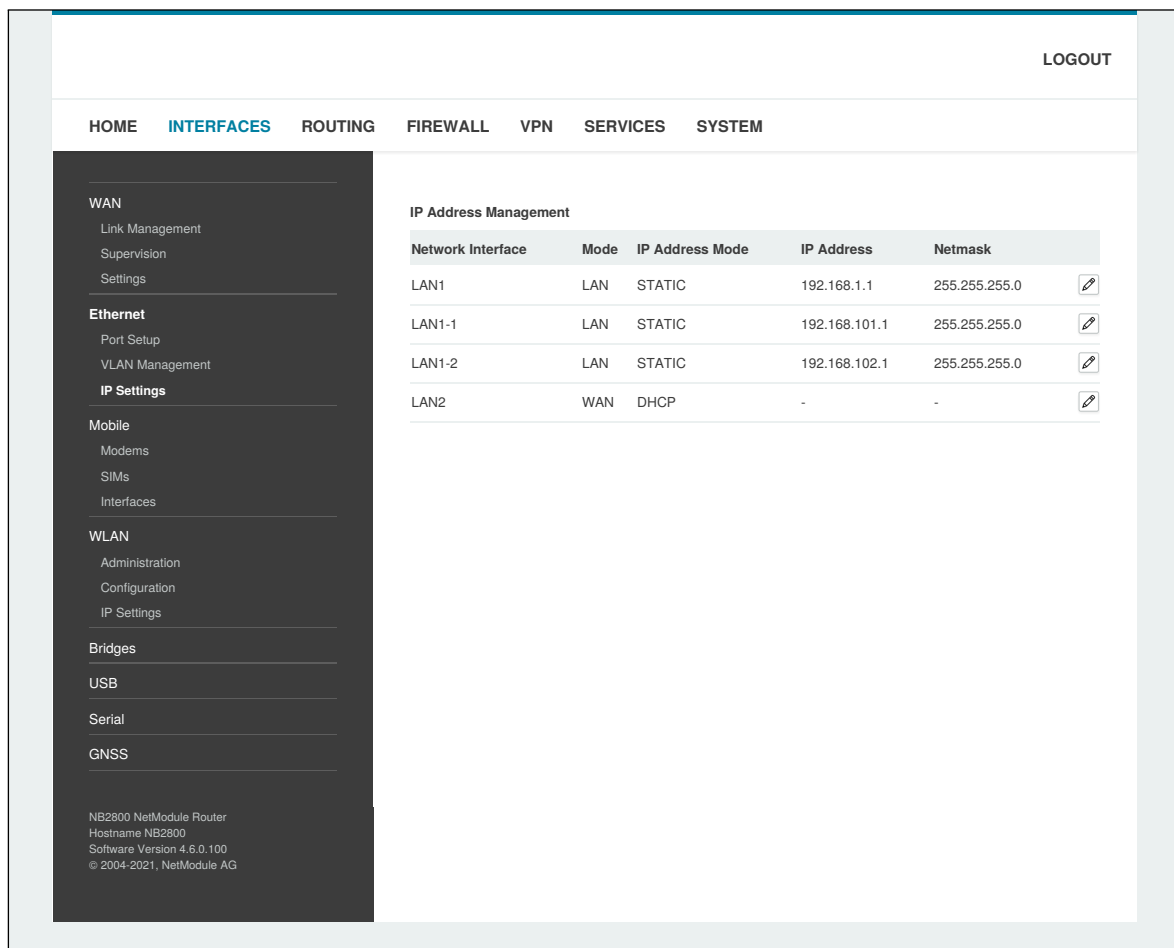 LOGOUT
HOME INTERFACES ROUTING FIREWALL VPN SERVICES SYSTEM
WAN
Link Management
Supervision
Settings
Ethernet
Port Setup
VLAN Management
IP Settings
Mobile
Modems
SIMs
Interfaces
WLAN
Administration
Configuration
IP Settings
Bridges
USB
Serial
GNSS
NB2800 NetModule Router
Hostname NB2800
Software Version 4.6.0.100
© 2004-2021, NetModule AG
IP Address Management
Network Interface Mode IP Address Mode IP Address Netmask
LAN1 LAN STATIC 192.168.1.1 255.255.255.0
LAN1-1 LAN STATIC 192.168.101.1 255.255.255.0
LAN1-2 LAN STATIC 192.168.102.1 255.255.255.0
LAN2 WAN DHCP - -